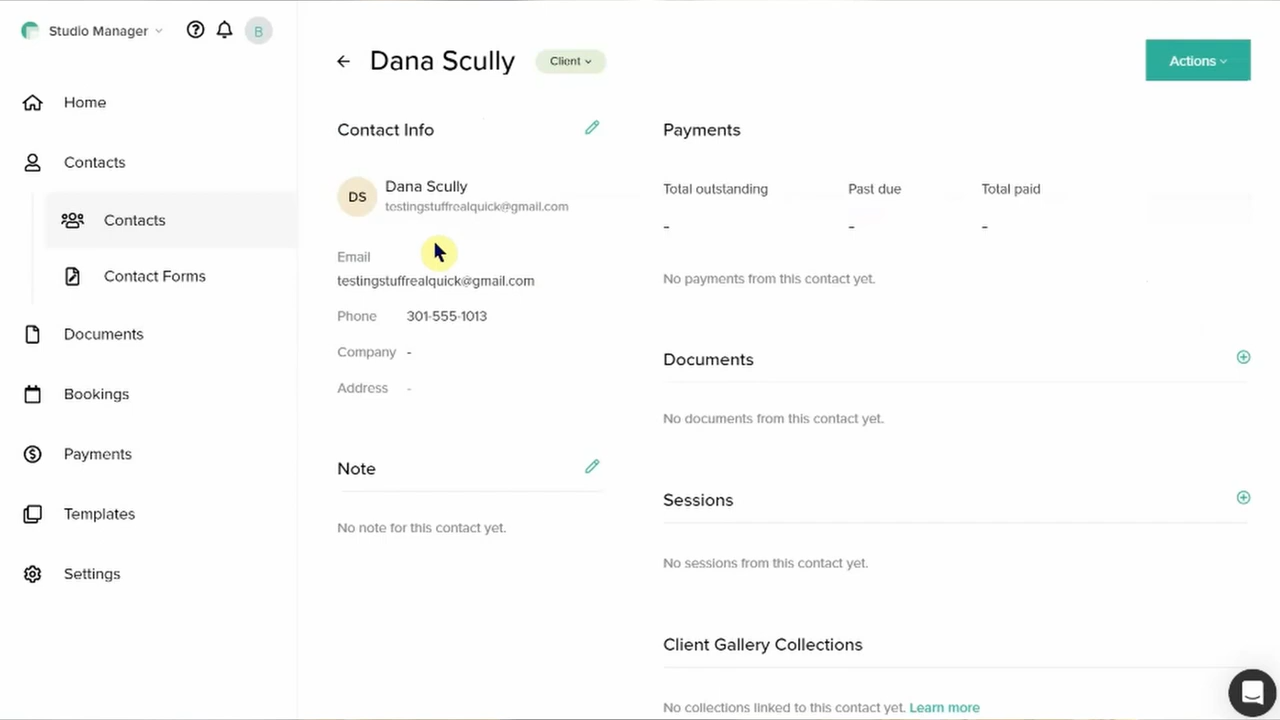 Studio Manager
B
Home
Contacts
Contacts
Contact Forms
Documents
Bookings
Payments
Templates
Settings
Dana Scully
Client
Actions
Contact Info
DS
Dana Scully
testingstuffrealquick@gmail.com
Email
testingstuffrealquick@gmail.com
Phone 301-555-1013
Company -
Address -
Note
No note for this contact yet.
Payments
Total outstanding Past due Total paid
- - -
No payments from this contact yet.
Documents
No documents from this contact yet.
Sessions
No sessions from this contact yet.
Client Gallery Collections
No collections linked to this contact yet. Learn more